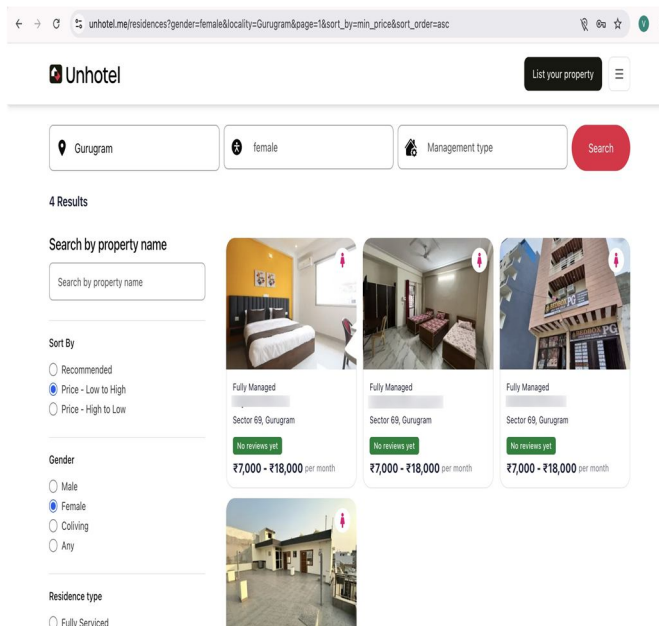 unhotel.me/residences?gender=female&locality=Gurugram&page=1&sort_by=min_price&sort_order=asc
V
Unhotel
List your property
Gurugram
female
Management type
Search
4 Results
Search by property name
Search by property name
Sort By
Recommended
Price - Low to High
Price - High to Low
Gender
Male
Female
Coliving
Any
Residence type
Fully Serviced
Fully Managed
Sector 69, Gurugram
No reviews yet
₹7,000 - ₹18,000 per month
Fully Managed
Sector 69, Gurugram
No reviews yet
₹7,000 - ₹18,000 per month
REDBOX PG
Fully Managed
Sector 69, Gurugram
No reviews yet
₹7,000 - ₹18,000 per month